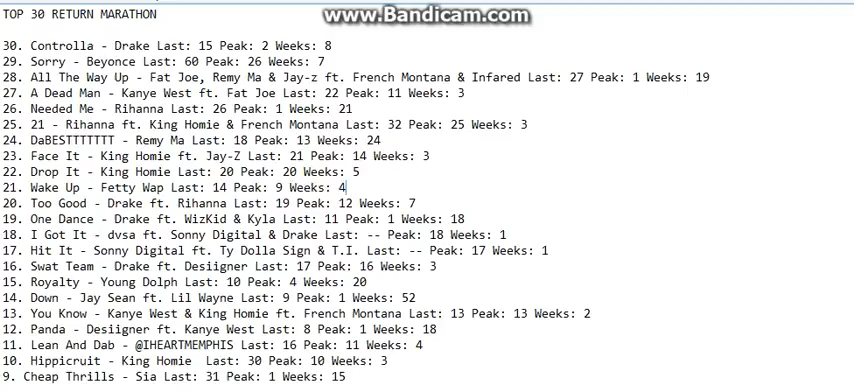 www.Bandicam.com
TOP 30 RETURN MARATHON
30. Controlla - Drake Last: 15 Peak: 2 Weeks: 8
29. Sorry - Beyonce Last: 60 Peak: 26 Weeks: 7
28. All The Way Up - Fat Joe, Remy Ma & Jay-z ft. French Montana & Infared Last: 27 Peak: 1 Weeks: 19
27. A Dead Man - Kanye West ft. Fat Joe Last: 22 Peak: 11 Weeks: 3
26. Needed Me - Rihanna Last: 26 Peak: 1 Weeks: 21
25. 21 - Rihanna ft. King Homie & French Montana Last: 32 Peak: 25 Weeks: 3
24. DaBESTTTTTTT - Remy Ma Last: 18 Peak: 13 Weeks: 24
23. Face It - King Homie ft. Jay-Z Last: 21 Peak: 14 Weeks: 3
22. Drop It - King Homie Last: 20 Peak: 20 Weeks: 5
21. Wake Up - Fetty Wap Last: 14 Peak: 9 Weeks: 4
20. Too Good - Drake ft. Rihanna Last: 19 Peak: 12 Weeks: 7
19. One Dance - Drake ft. WizKid & Kyla Last: 11 Peak: 1 Weeks: 18
18. I Got It - dvsa ft. Sonny Digital & Drake Last: -- Peak: 18 Weeks: 1
17. Hit It - Sonny Digital ft. Ty Dolla Sign & T.I. Last: -- Peak: 17 Weeks: 1
16. Swat Team - Drake ft. Desiigner Last: 17 Peak: 16 Weeks: 3
15. Royalty - Young Dolph Last: 10 Peak: 4 Weeks: 20
14. Down - Jay Sean ft. Lil Wayne Last: 9 Peak: 1 Weeks: 52
13. You Know - Kanye West & King Homie ft. French Montana Last: 13 Peak: 13 Weeks: 2
12. Panda - Desiigner ft. Kanye West Last: 8 Peak: 1 Weeks: 18
11. Lean And Dab - @IHEARTMEMPHIS Last: 16 Peak: 11 Weeks: 4
10. Hippicruit - King Homie  Last: 30 Peak: 10 Weeks: 3
9. Cheap Thrills - Sia Last: 31 Peak: 1 Weeks: 15